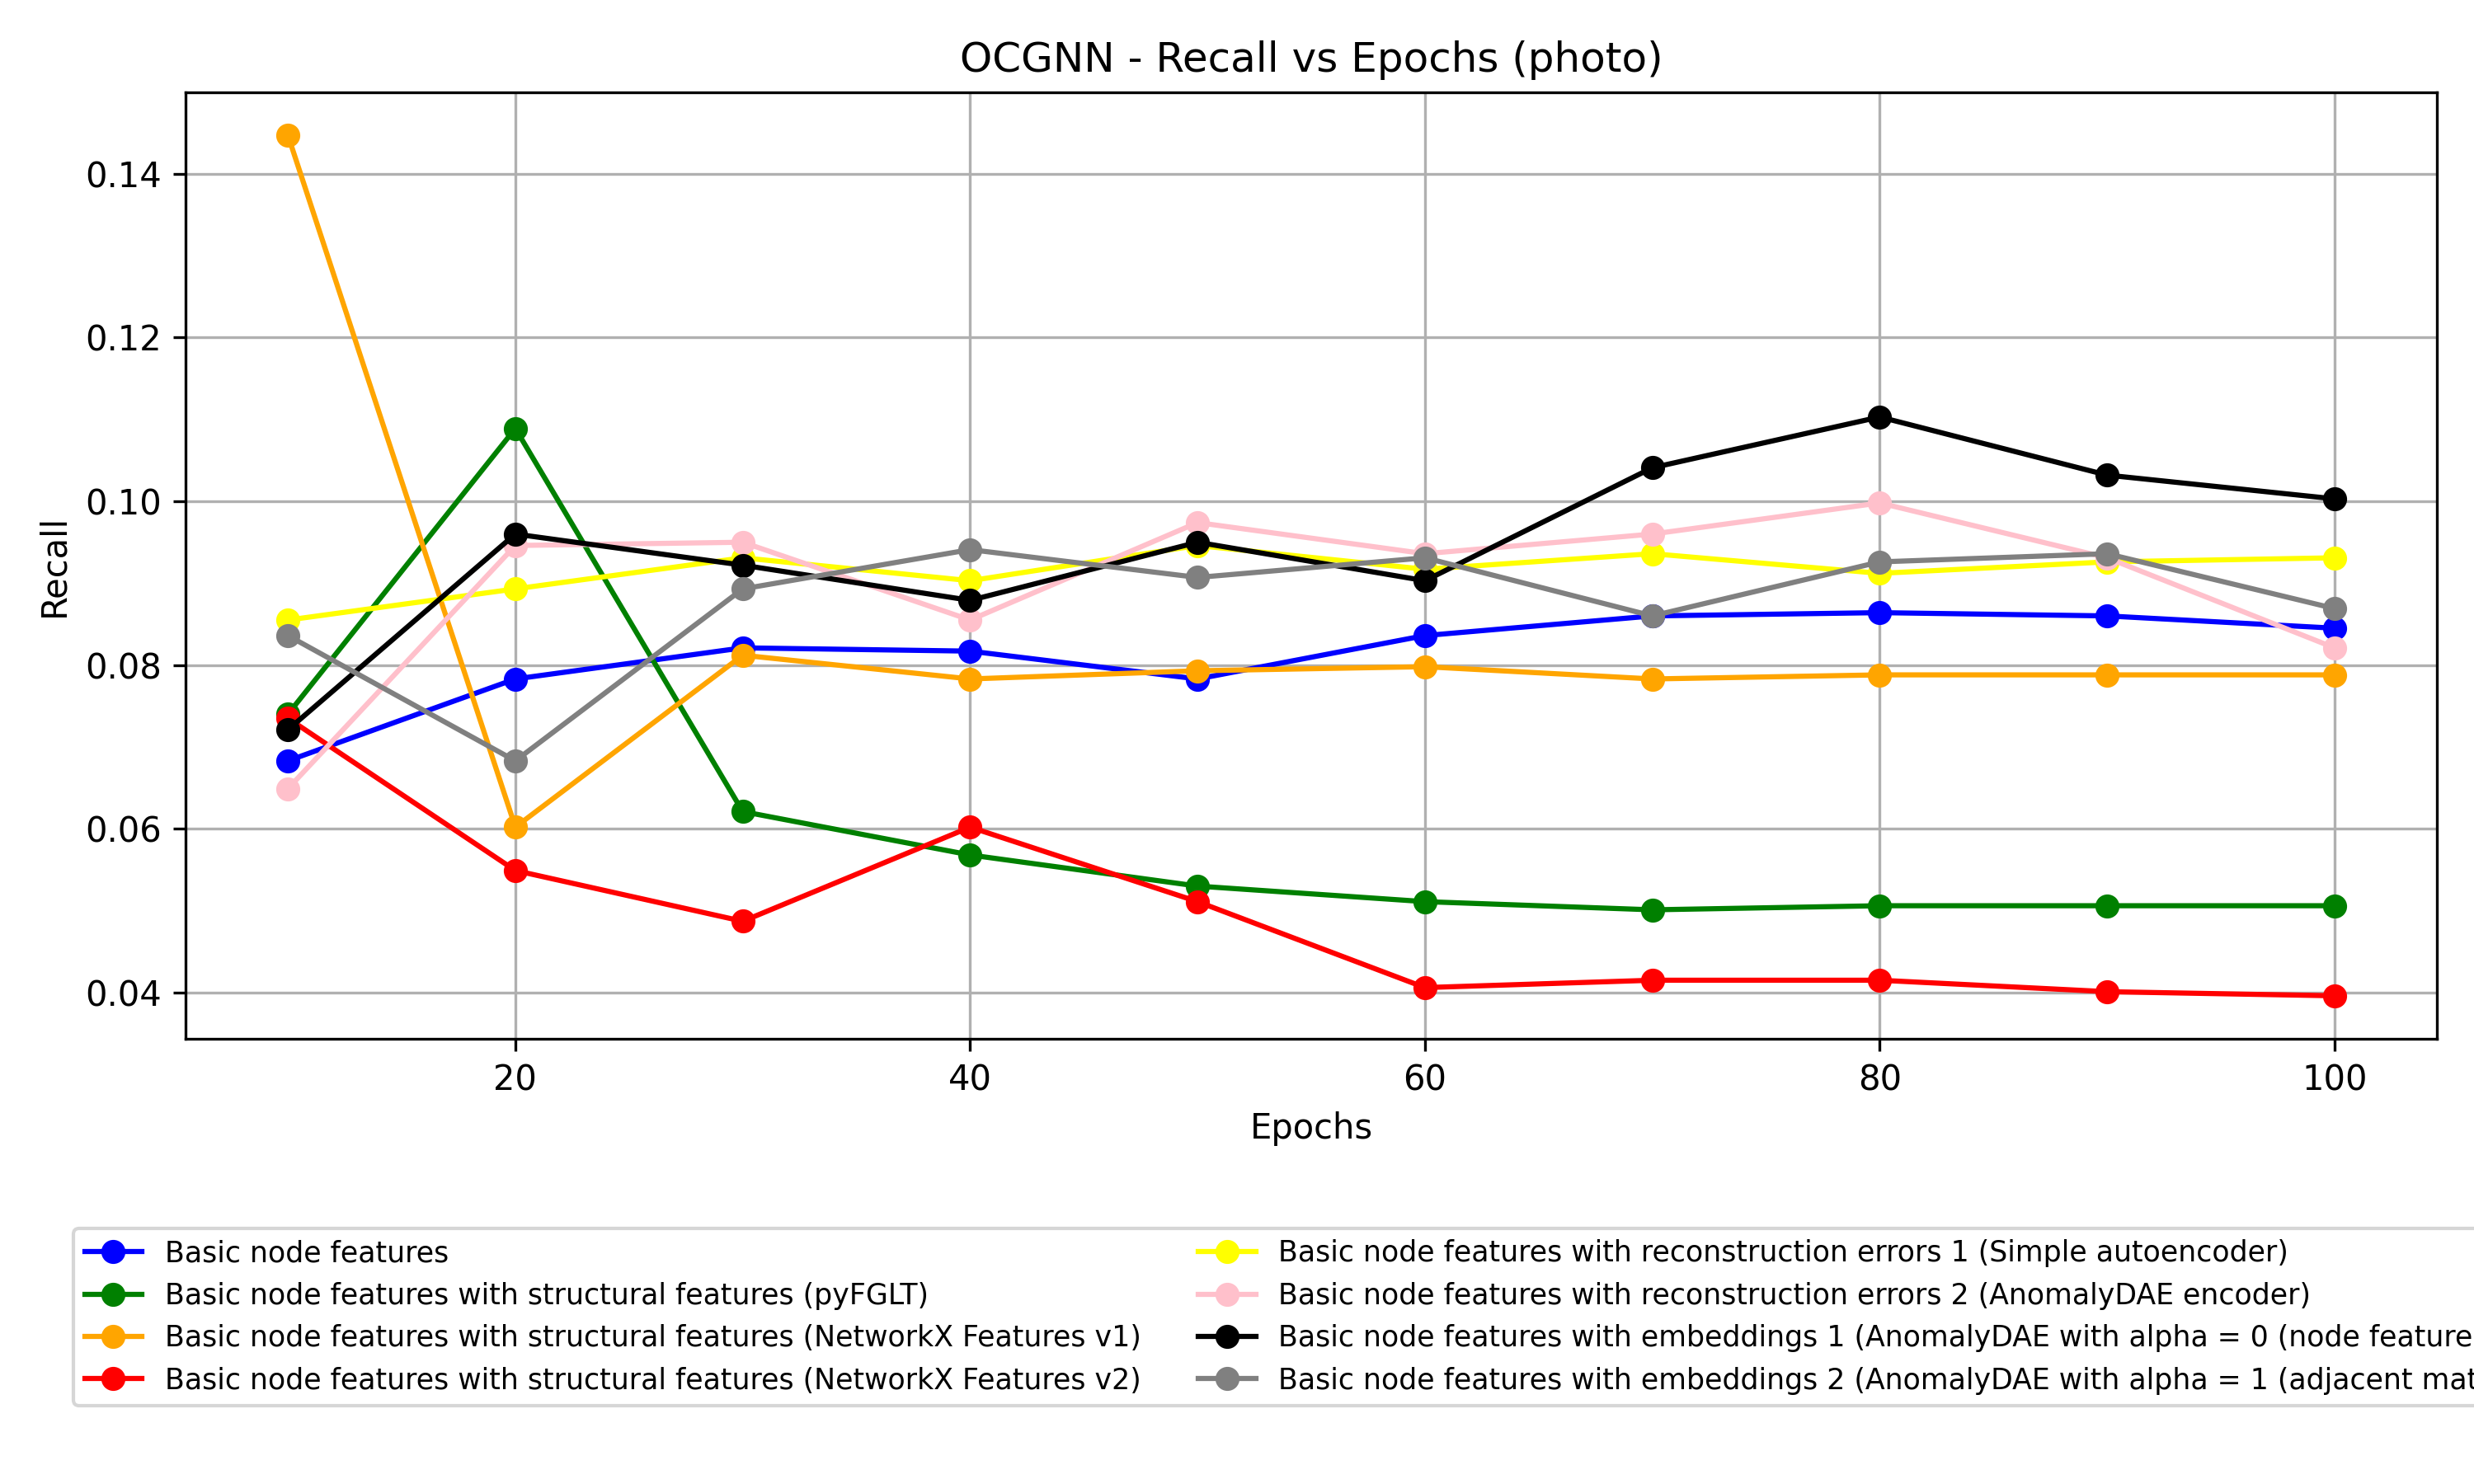 OCGNN - Recall vs Epochs (photo)
0.14
0.12
0.10
0.08
0.06
0.04
Recall
20 40 60 80 100
Epochs
Basic node features
Basic node features with structural features (pyFGLT)
Basic node features with structural features (NetworkX Features v1)
Basic node features with structural features (NetworkX Features v2)
Basic node features with reconstruction errors 1 (Simple autoencoder)
Basic node features with reconstruction errors 2 (AnomalyDAE encoder)
Basic node features with embeddings 1 (AnomalyDAE with alpha = 0 (node feature
Basic node features with embeddings 2 (AnomalyDAE with alpha = 1 (adjacent mat